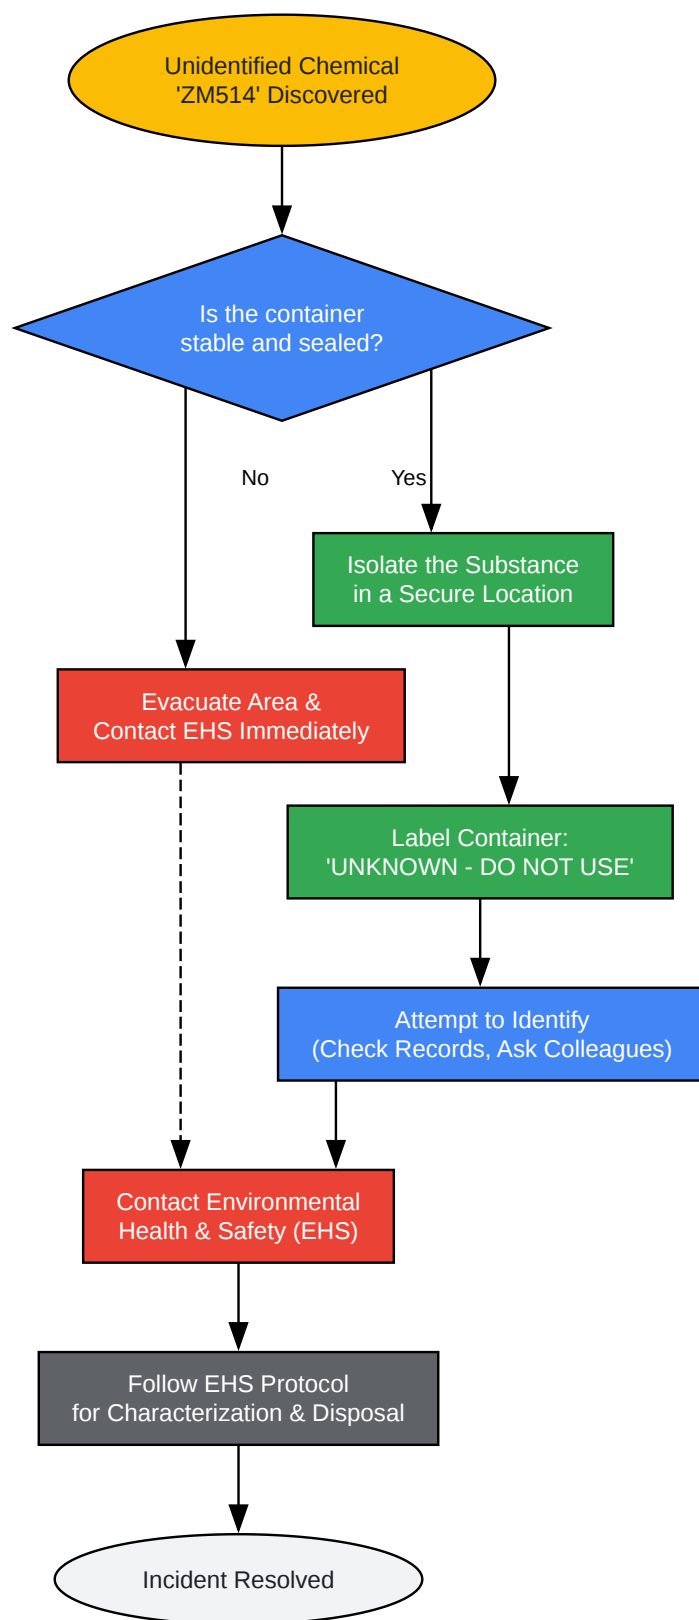 Unidentified Chemical
'ZM514' Discovered
Is the container
stable and sealed?
No
Yes
Isolate the Substance
in a Secure Location
Evacuate Area &
Contact EHS Immediately
Label Container:
'UNKNOWN - DO NOT USE'
Attempt to Identify
(Check Records, Ask Colleagues)
Contact Environmental
Health & Safety (EHS)
Follow EHS Protocol
for Characterization & Disposal
Incident Resolved